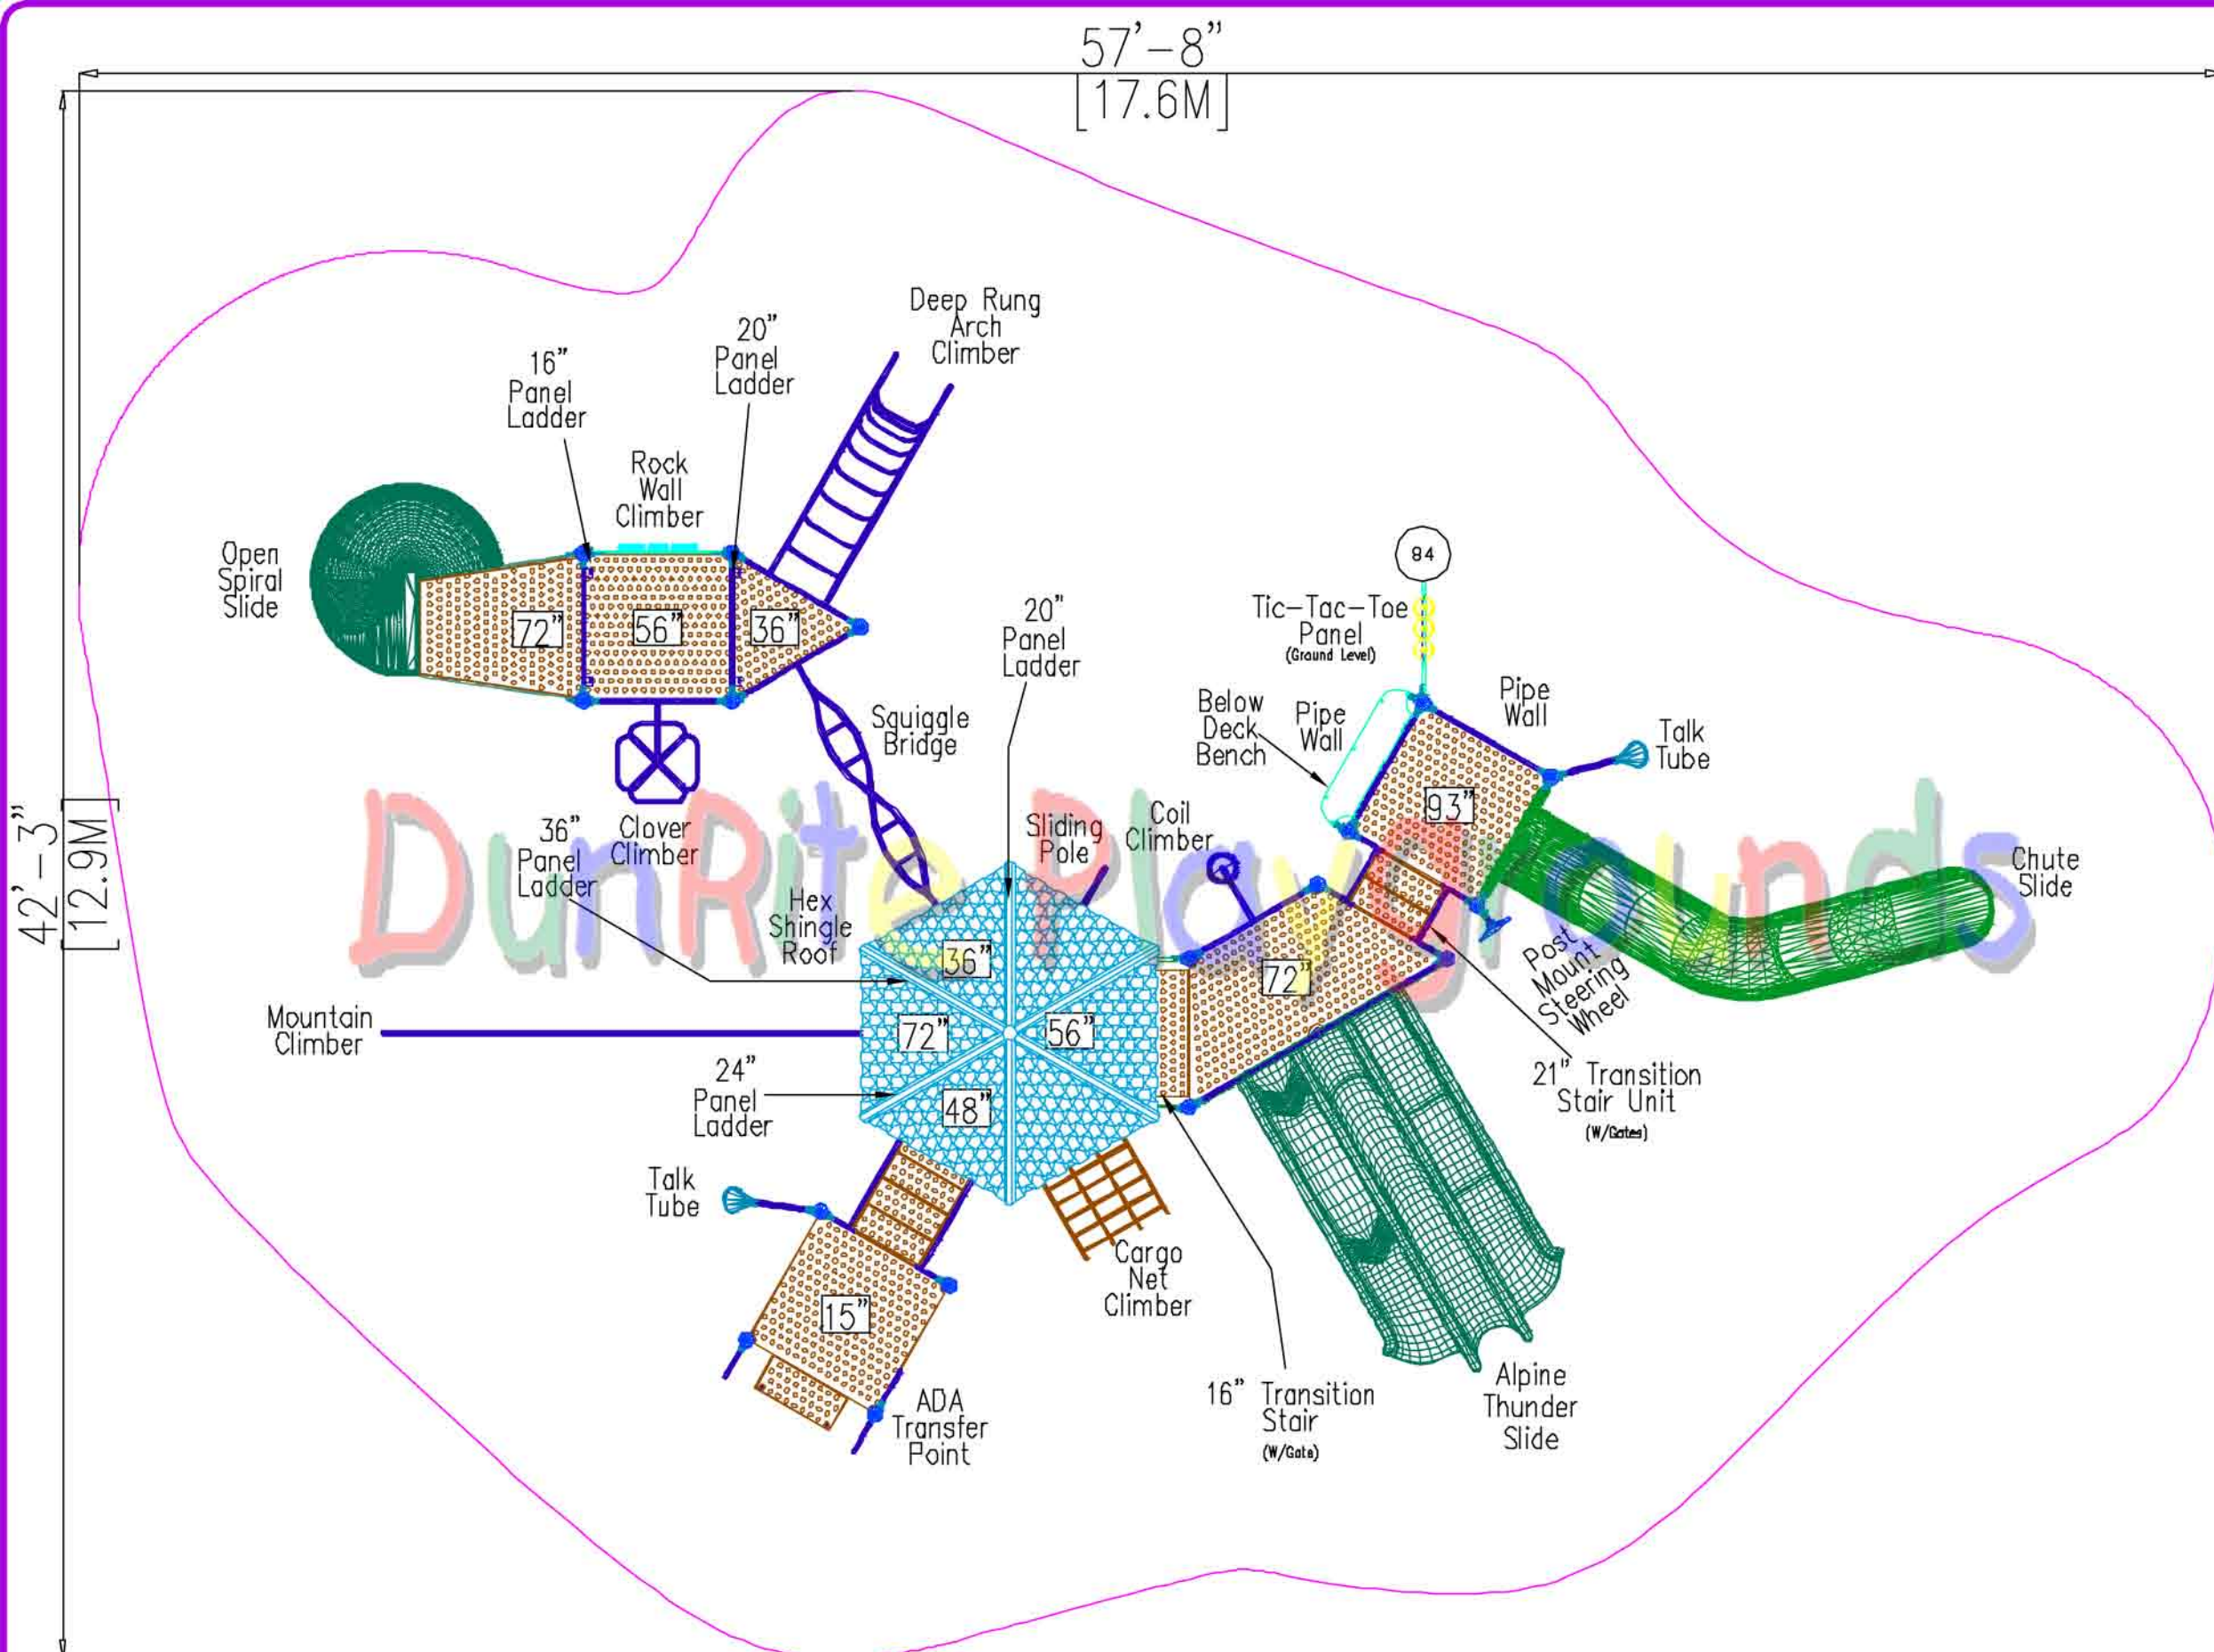 57'-8"
[17.6M]
42'-3"
[12.9M]
Deep Rung
Arch
Climber
20"
Panel
Ladder
16"
Panel
Ladder
Rock
Wall
Climber
Open
Spiral
Slide
72"
56"
36"
84
Tic-Tac-Toe
Panel
(Ground Level)
20"
Panel
Ladder
Squiggle
Bridge
Below
Deck
Bench
Pipe
Wall
Pipe
Wall
Talk
Tube
93"
DunRite Playgrounds
36"
Panel
Ladder
Clover
Climber
Sliding
Pole
Coil
Climber
Chute
Slide
Hex
Shingle
Roof
36"
72"
56"
48"
72"
Post
Mount
Steering
Wheel
Mountain
Climber
24"
Panel
Ladder
21" Transition
Stair Unit
(W/Gates)
Talk
Tube
Cargo
Net
Climber
15"
16" Transition
Stair
(W/Gate)
Alpine
Thunder
Slide
ADA
Transfer
Point